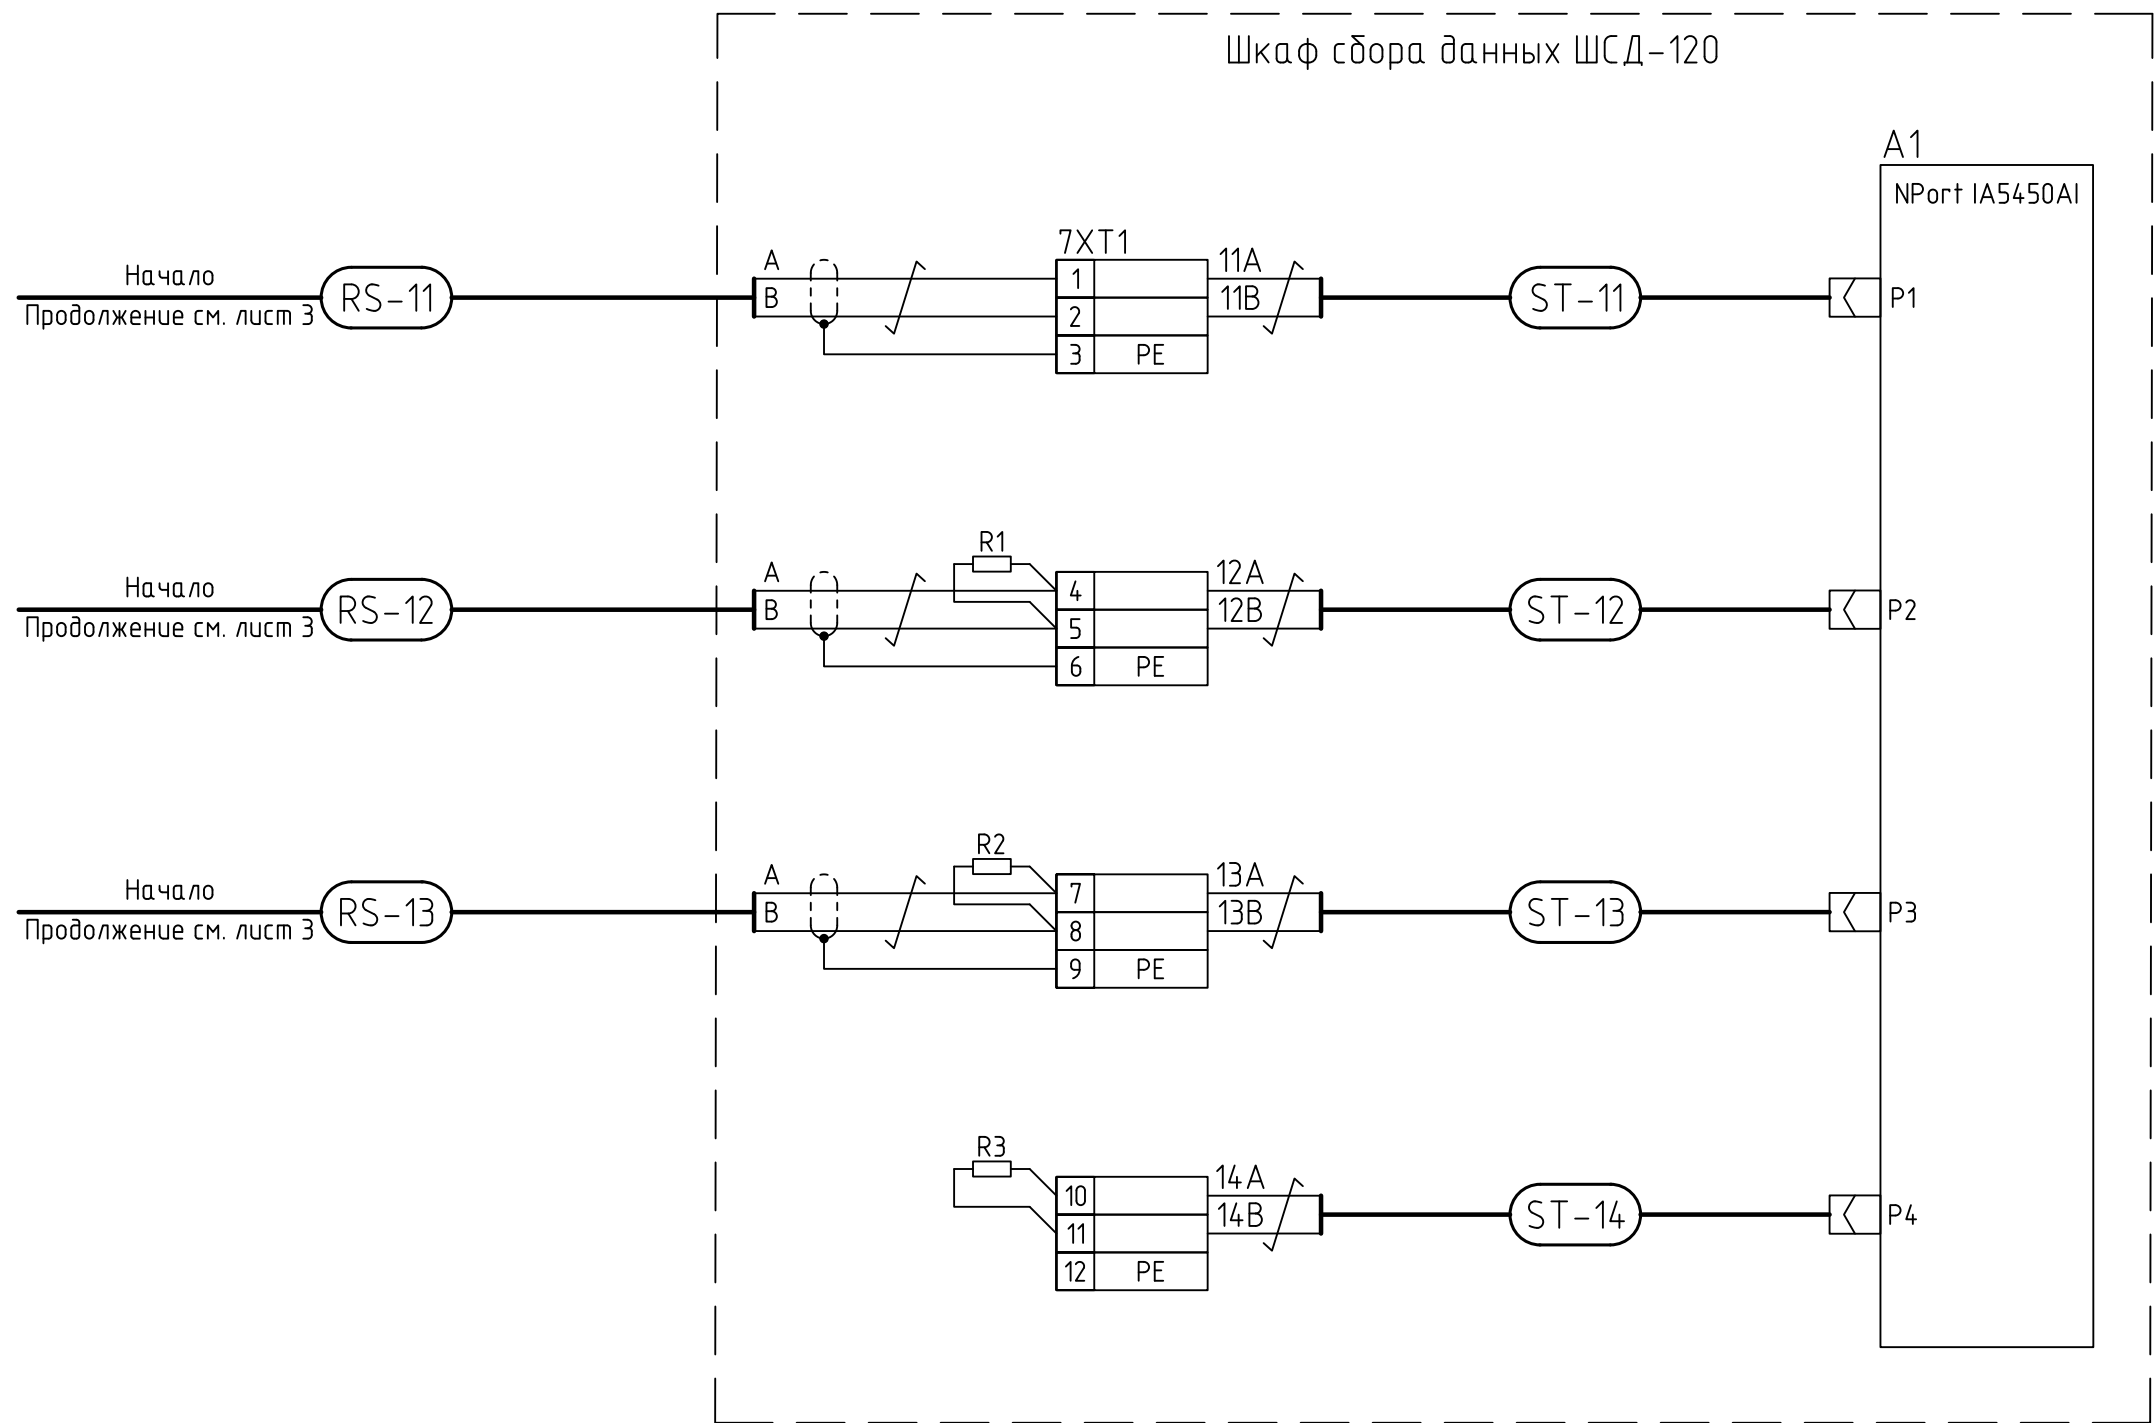 Шкаф сбора данных ШСД-120
A1
NPort IA5450AI
7XT1
Начало
Продолжение см. лист 3
RS-11
A
B
1
2
3
PE
11A
11B
ST-11
P1
Начало
Продолжение см. лист 3
RS-12
A
B
R1
4
5
6
PE
12A
12B
ST-12
P2
Начало
Продолжение см. лист 3
RS-13
A
B
R2
7
8
9
PE
13A
13B
ST-13
P3
R3
10
11
12
PE
14A
14B
ST-14
P4